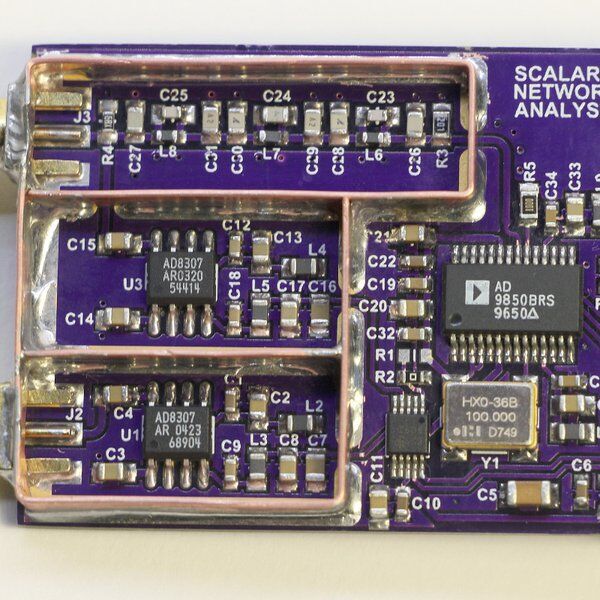 SCALAR
NETWOR
ANALYS
C25
C24
C23
J3
R4
C27
L8
C31
C30
L7
C29
C28
L6
C26
R3
R5
C34
C33
C15
C12
C13
L4
U3
AD8307
AR0320
54414
C18
L5
C17
C16
C14
C21
C22
C19
C20
C32
R1
R2
AD
9850BRS
9650
J2
C4
C2
L2
U1
AD8307
AR 0423
68904
C9
L3
C8
C7
C3
C11
C10
HXO-36B
100.000
D749
Y1
C5
C6